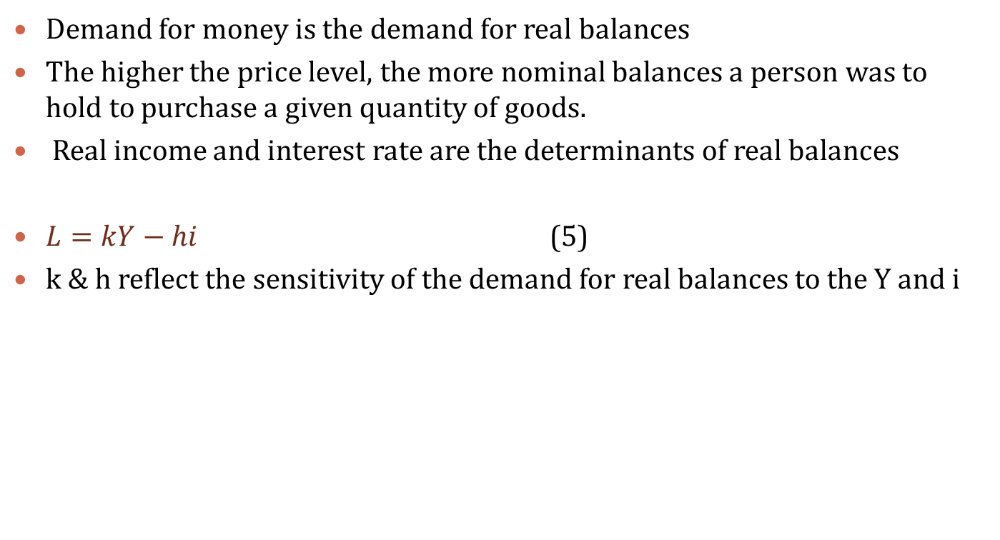 • Demand for money is the demand for real balances
• The higher the price level, the more nominal balances a person was to
hold to purchase a given quantity of goods.
• Real income and interest rate are the determinants of real balances
• L = kY − hi (5)
• k & h reflect the sensitivity of the demand for real balances to the Y and i